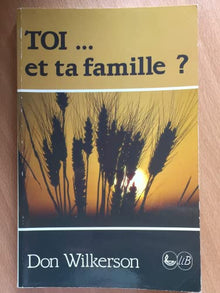 TOI ...
et ta famille ?
Don Wilkerson